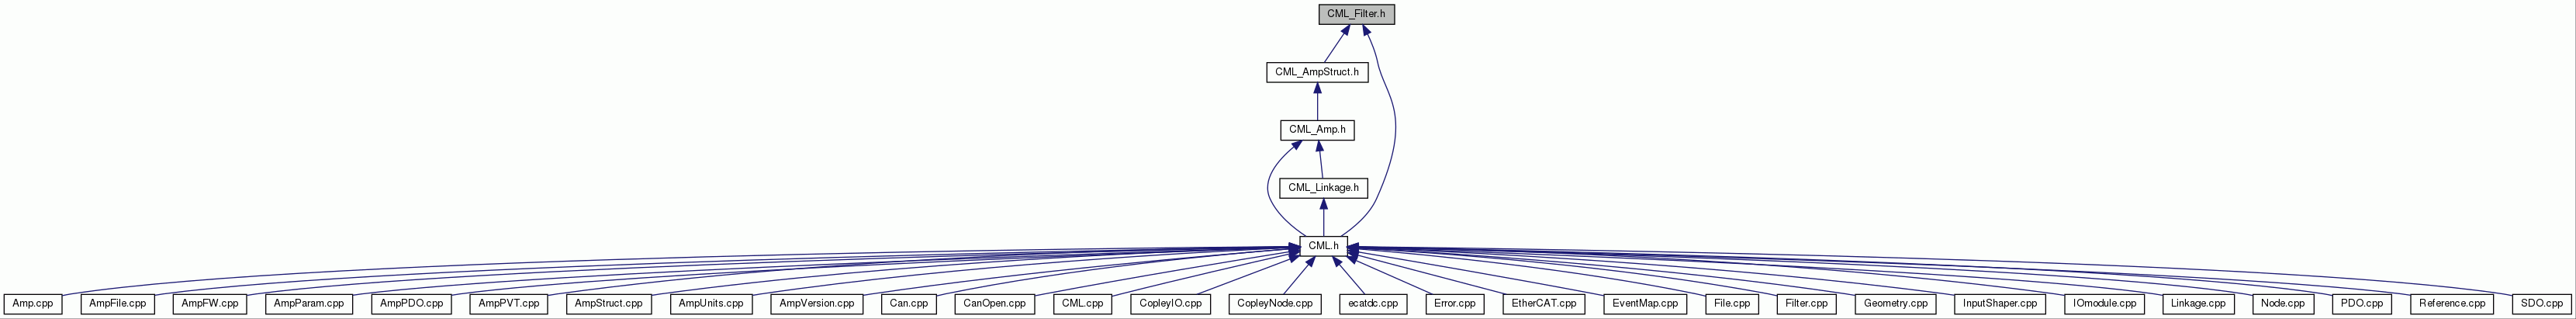 CML_Filter.h
CML_AmpStruct.h
CML_Amp.h
CML_Linkage.h
CML.h
Amp.cpp
AmpFile.cpp
AmpFW.cpp
AmpParam.cpp
AmpPDO.cpp
AmpPVT.cpp
AmpStruct.cpp
AmpUnits.cpp
AmpVersion.cpp
Can.cpp
CanOpen.cpp
CML.cpp
CopleyIO.cpp
CopleyNode.cpp
ecatdc.cpp
Error.cpp
EtherCAT.cpp
EventMap.cpp
File.cpp
Filter.cpp
Geometry.cpp
InputShaper.cpp
IOmodule.cpp
Linkage.cpp
Node.cpp
PDO.cpp
Reference.cpp
SDO.cpp